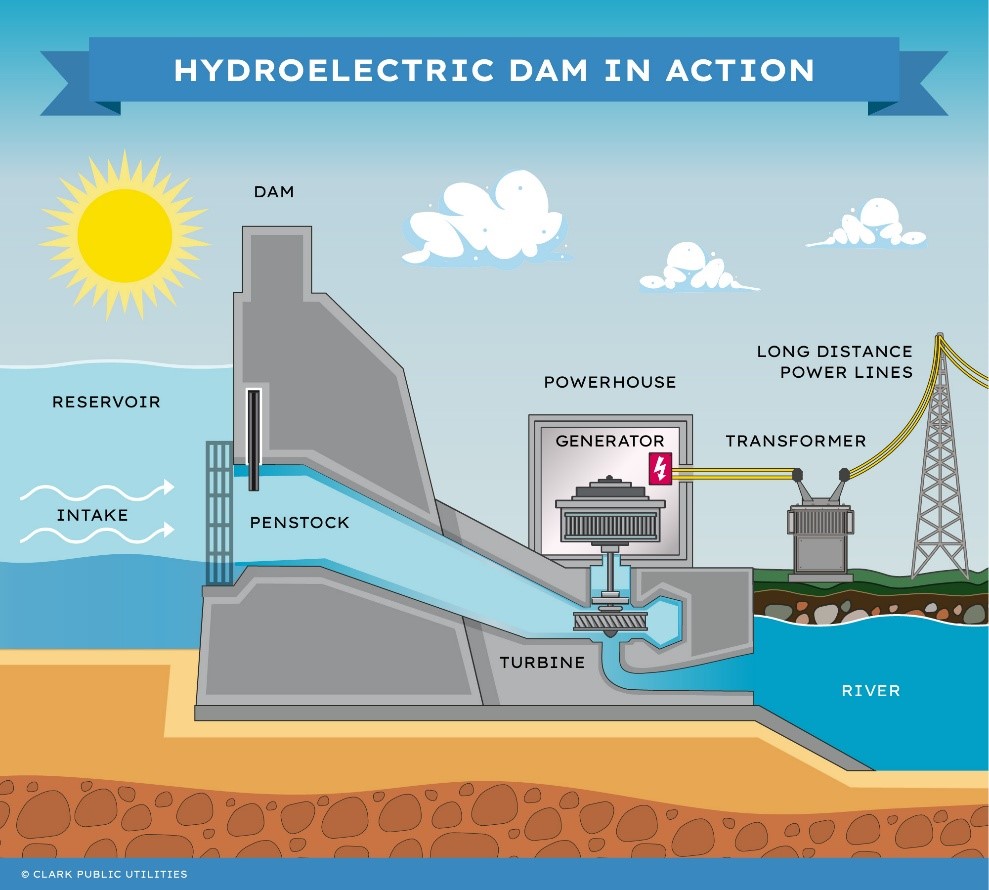 HYDROELECTRIC DAM IN ACTION
DAM
LONG DISTANCE
POWER LINES
POWERHOUSE
RESERVOIR
GENERATOR
TRANSFORMER
INTAKE
PENSTOCK
TURBINE
RIVER
© CLARK PUBLIC UTILITIES